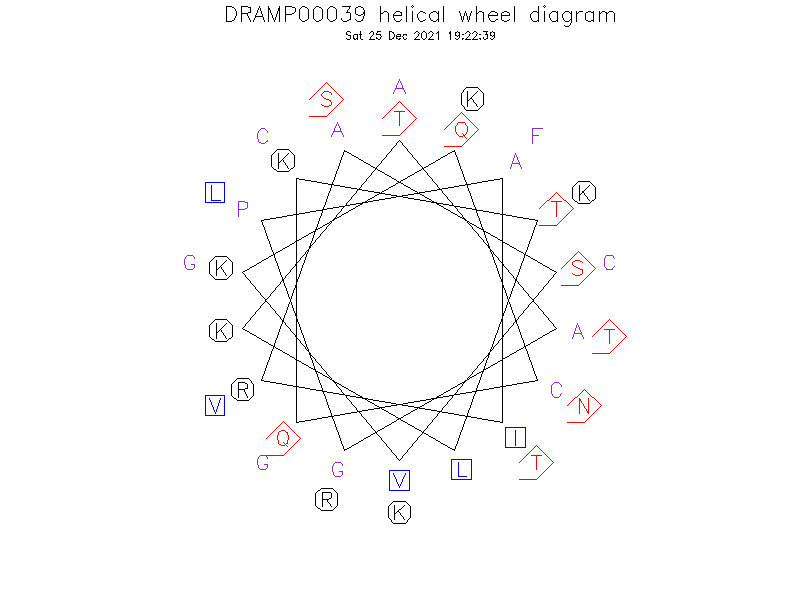 DRAMP00039 helical wheel diagram
Sat 25 Dec 2021 19:22:39
A
S K
T
C A Q F
K A
L K
P T
G K S C
K A T
R C
V N
Q I
G G L T
V
R
K